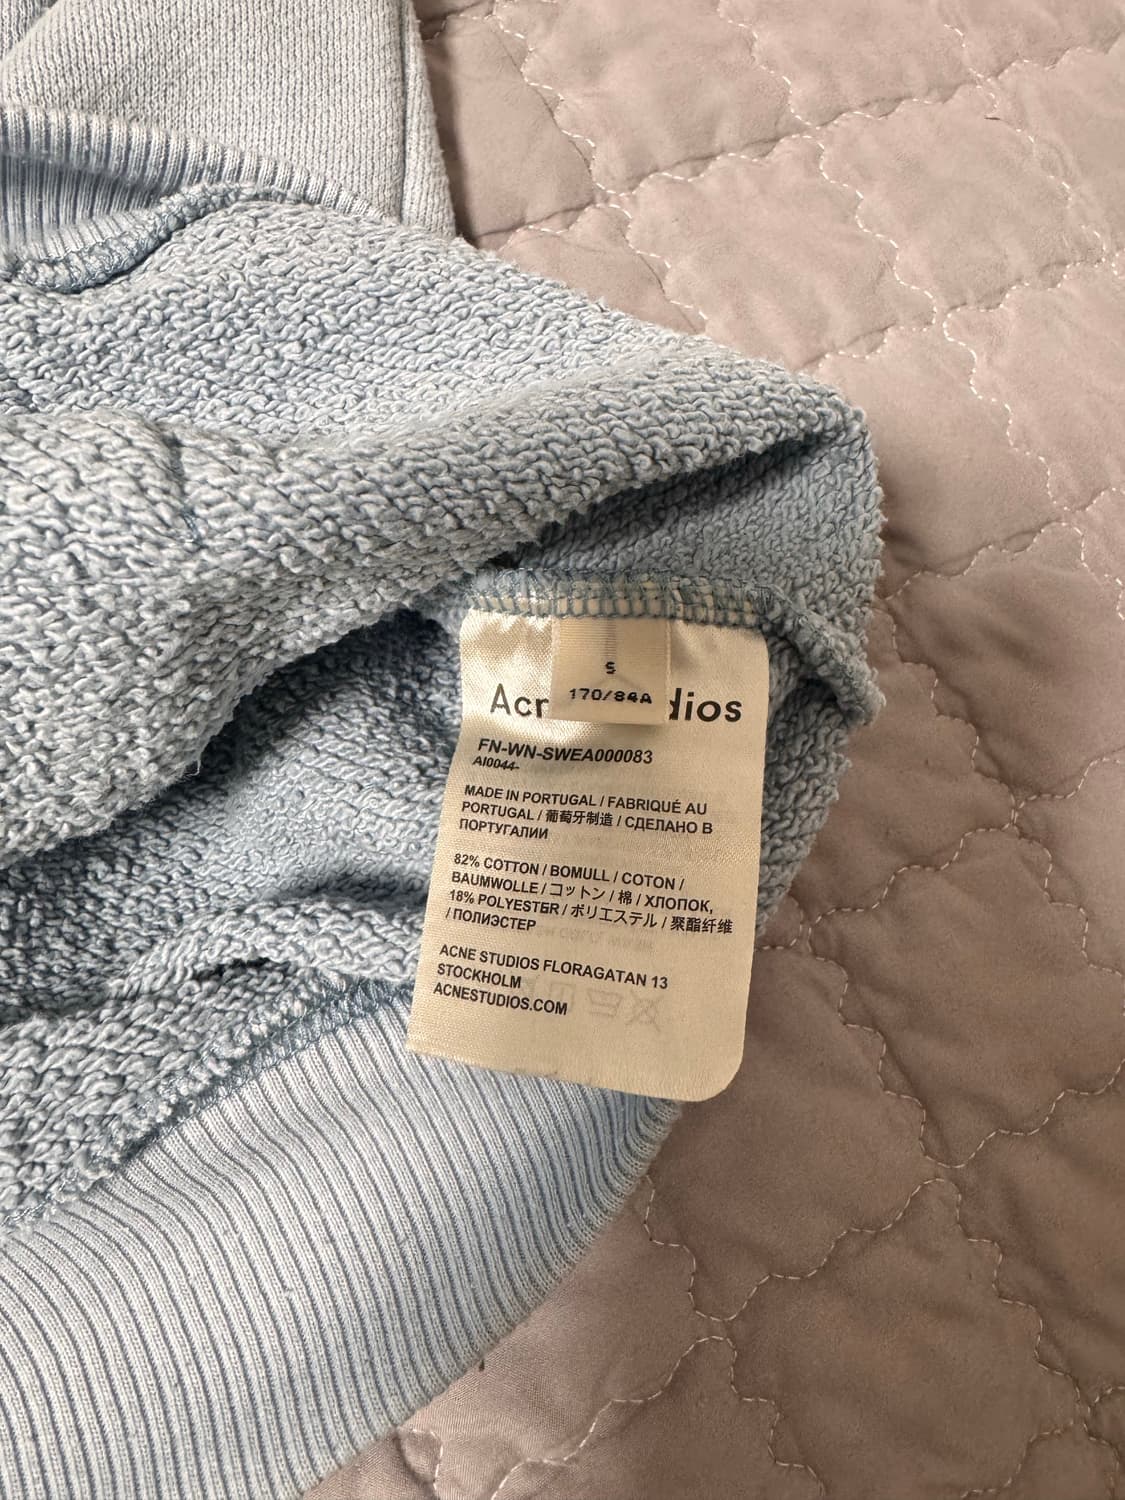 S
170/84A
Acn dios
FN-WN-SWEA000083
AI0044-
MADE IN PORTUGAL / FABRIQUÉ AU
PORTUGAL / 葡萄牙制造 / СДЕЛАНО В
ПОРТУГАЛИИ
82% COTTON / BOMULL / COTON /
BAUMWOLLE / コットン / 棉 / ХЛОПОК,
18% POLYESTER / ポリエステル / 聚酯纤维
/ ПОЛИЭСТЕР
ACNE STUDIOS FLORAGATAN 13
STOCKHOLM
ACNESTUDIOS.COM